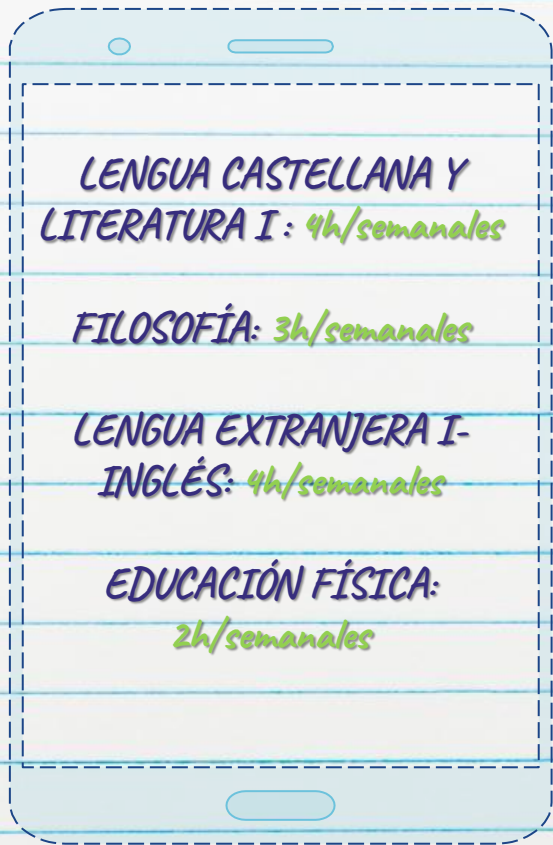 LENGUA CASTELLANA Y
LITERATURA I : 4h/semanales
FILOSOFÍA: 3h/semanales
LENGUA EXTRANJERA I-
INGLÉS: 4h/semanales
EDUCACIÓN FÍSICA:
2h/semanales